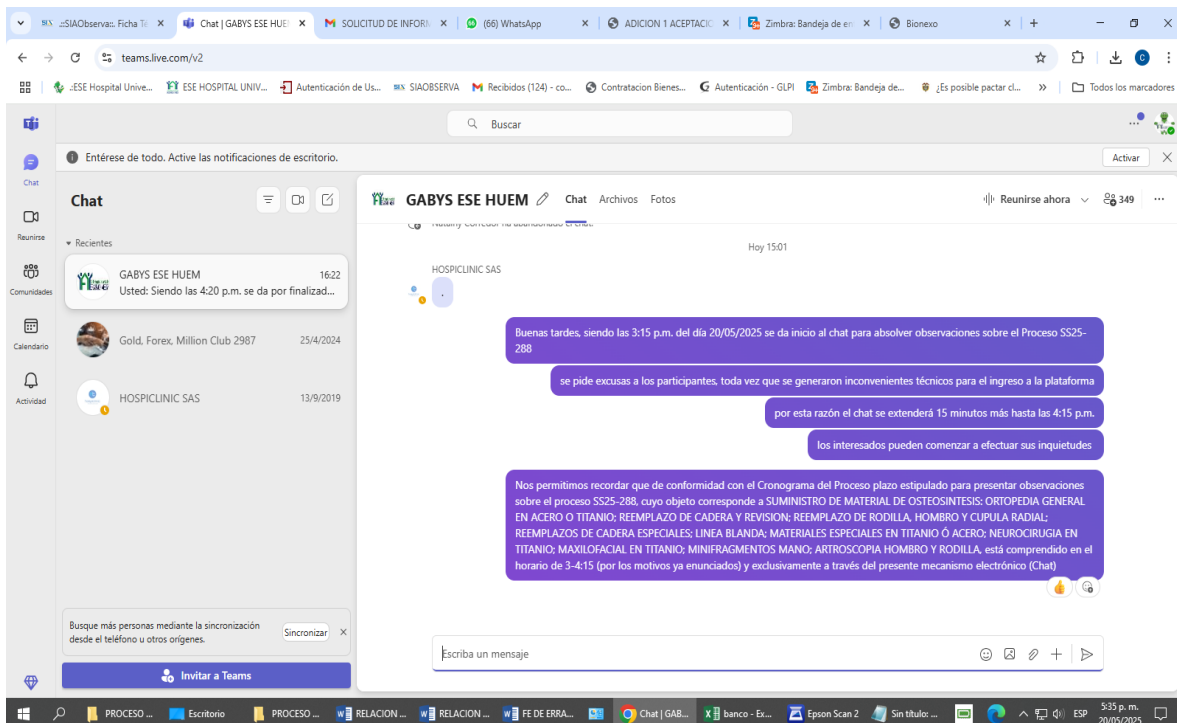 .::SIAObserva::. Ficha Té
Chat | GABYS ESE HUEM
SOLICITUD DE INFORM
(66) WhatsApp
ADICION 1 ACEPTACIO
Zimbra: Bandeja de en
Bionexo
teams.live.com/v2
C
.:ESE Hospital Unive...
ESE HOSPITAL UNIV...
Autenticación de Us...
SIAOBSERVA
Recibidos (124) - co...
Contratacion Bienes...
Autenticación - GLPI
Zimbra: Bandeja de...
¿Es posible pactar cl...
Todos los marcadores
Buscar
Entérese de todo. Active las notificaciones de escritorio.
Activar
Chat
Reunirse
Comunidades
Calendario
Actividad
Chat
Recientes
GABYS ESE HUEM 16:22
Usted: Siendo las 4:20 p.m. se da por finalizad...
Gold, Forex, Million Club 2987 25/4/2024
HOSPICLINIC SAS 13/9/2019
Busque más personas mediante la sincronización
desde el teléfono u otros orígenes.
Sincronizar
Invitar a Teams
GABYS ESE HUEM Chat Archivos Fotos
Reunirse ahora 349
ha abandonado el chat.
Hoy 15:01
HOSPICLINIC SAS
.
Buenas tardes, siendo las 3:15 p.m. del día 20/05/2025 se da inicio al chat para absolver observaciones sobre el Proceso SS25-
288
se pide excusas a los participantes, toda vez que se generaron inconvenientes técnicos para el ingreso a la plataforma
por esta razón el chat se extenderá 15 minutos más hasta las 4:15 p.m.
los interesados pueden comenzar a efectuar sus inquietudes
Nos permitimos recordar que de conformidad con el Cronograma del Proceso plazo estipulado para presentar observaciones
sobre el proceso SS25-288, cuyo objeto corresponde a SUMINISTRO DE MATERIAL DE OSTEOSINTESIS: ORTOPEDIA GENERAL
EN ACERO O TITANIO; REEMPLAZO DE CADERA Y REVISION; REEMPLAZO DE RODILLA, HOMBRO Y CUPULA RADIAL;
REEMPLAZOS DE CADERA ESPECIALES; LINEA BLANDA; MATERIALES ESPECIALES EN TITANIO Ó ACERO; NEUROCIRUGIA EN
TITANIO; MAXILOFACIAL EN TITANIO; MINIFRAGMENTOS MANO; ARTROSCOPIA HOMBRO Y RODILLA, está comprendido en el
horario de 3-4:15 (por los motivos ya enunciados) y exclusivamente a través del presente mecanismo electrónico (Chat)
Escriba un mensaje
PROCESO ...
Escritorio
PROCESO ...
RELACION ...
RELACION ...
FE DE ERRA...
Chat | GAB...
banco - Ex...
Epson Scan 2
Sin título: ...
ESP
5:35 p. m.
20/05/2025